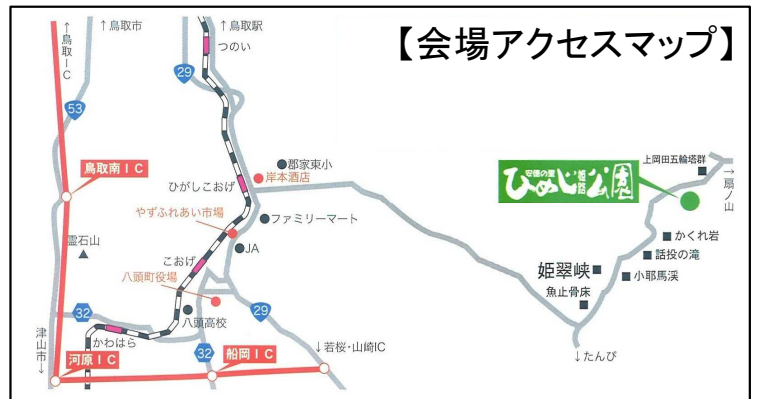 【会場アクセスマップ】
↑鳥取IC
↑鳥取市
↑鳥取駅
つのい
29
53
鳥取南IC
郡家東小
岸本酒店
ひがしこおげ
上岡田五輪塔群
→扇ノ山
安徳の里
姫路
ひめじ公園
やずふれあい市場
ファミリーマート
霊石山
JA
こおげ
かくれ岩
話投の滝
姫翠峡
小耶馬渓
魚止骨床
八頭町役場
32
八頭高校
29
津山市↓
かわはら
32
↓若桜・山崎IC
↓たんぴ
河原IC
船岡IC